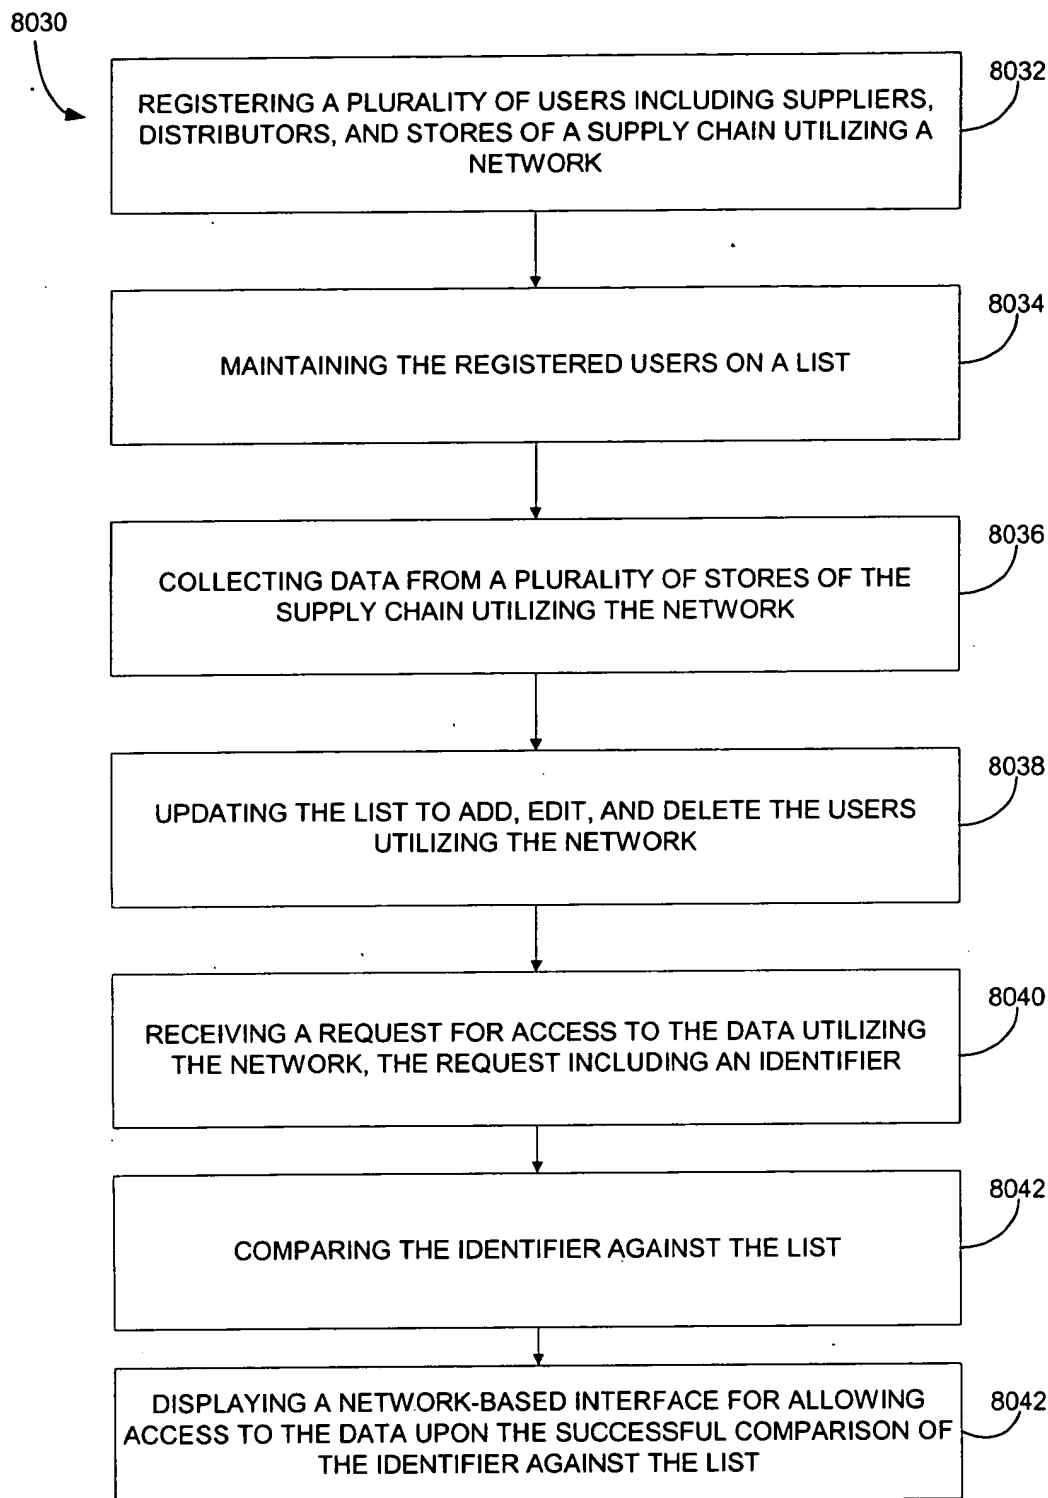 8030
8032
REGISTERING A PLURALITY OF USERS INCLUDING SUPPLIERS,
DISTRIBUTORS, AND STORES OF A SUPPLY CHAIN UTILIZING A
NETWORK
8034
MAINTAINING THE REGISTERED USERS ON A LIST
8036
COLLECTING DATA FROM A PLURALITY OF STORES OF THE
SUPPLY CHAIN UTILIZING THE NETWORK
8038
UPDATING THE LIST TO ADD, EDIT, AND DELETE THE USERS
UTILIZING THE NETWORK
8040
RECEIVING A REQUEST FOR ACCESS TO THE DATA UTILIZING
THE NETWORK, THE REQUEST INCLUDING AN IDENTIFIER
8042
COMPARING THE IDENTIFIER AGAINST THE LIST
8042
DISPLAYING A NETWORK-BASED INTERFACE FOR ALLOWING
ACCESS TO THE DATA UPON THE SUCCESSFUL COMPARISON OF
THE IDENTIFIER AGAINST THE LIST